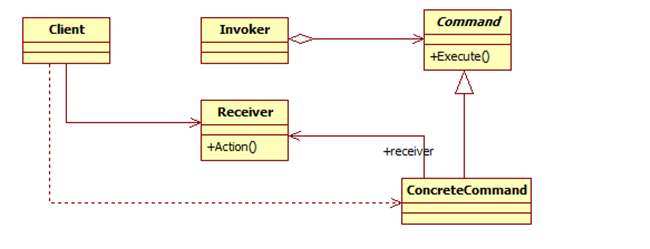 Client
Invoker
Command
+Execute()
Receiver
+Action()
+receiver
ConcreteCommand